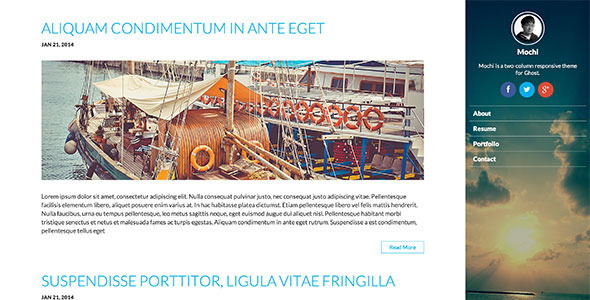 ALIQUAM CONDIMENTUM IN ANTE EGET
JAN 21, 2014
Lorem ipsum dolor sit amet, consectetur adipiscing elit. Nulla consequat pulvinar justo, nec consequat justo adipiscing vitae. Pellentesque
facilisis elementum libero, aliquet posuere enim varius at. In hac habitasse platea dictumst. Etiam pellentesque libero vel felis mattis hendrerit.
Nulla faucibus, urna eu tempus pellentesque, leo metus sagittis neque, eget euismod augue dui aliquet nisl. Pellentesque habitant morbi
tristique senectus et netus et malesuada fames ac turpis egestas. Aliquam condimentum in ante eget rutrum. Suspendisse a est condimentum,
pellentesque tellus eget
Read More
SUSPENDISSE PORTTITOR, LIGULA VITAE FRINGILLA
JAN 21, 2014
Mochi
Mochi is a two-column responsive theme
for Ghost.
About
Resume
Portfolio
Contact